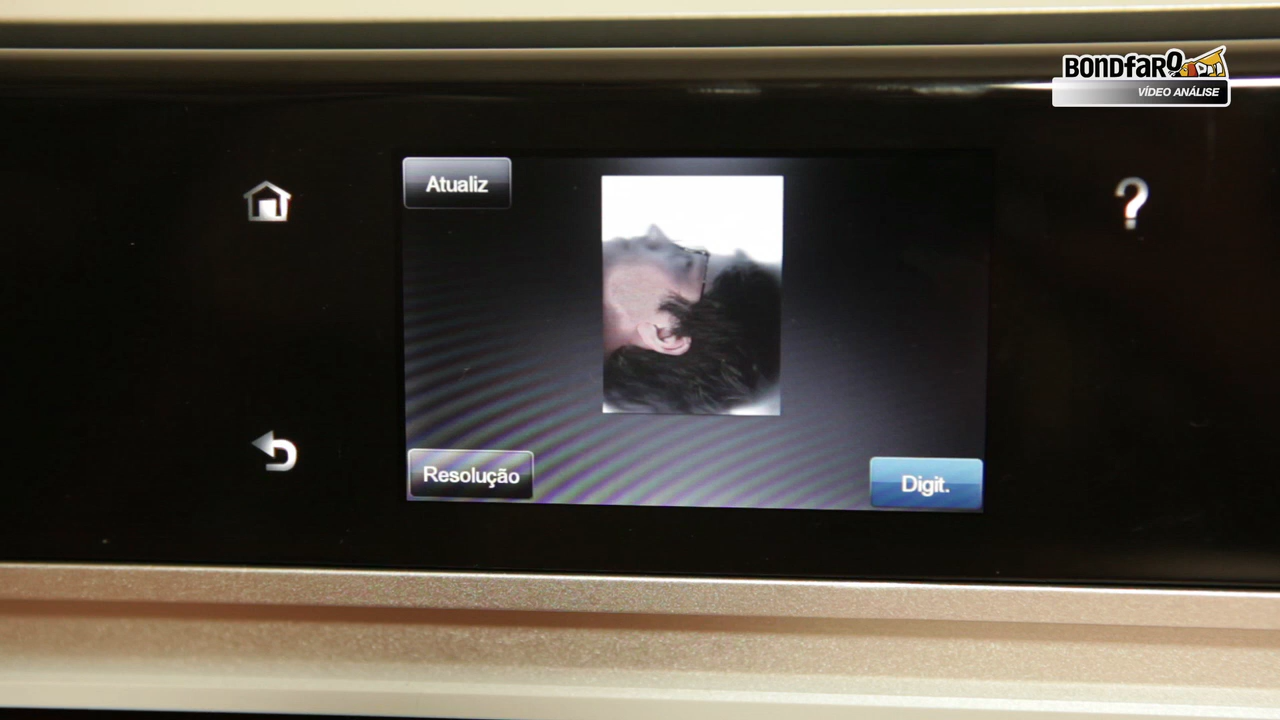 BONDFARO
VÍDEO ANÁLISE
Atualiz
?
Resolução
Digit.